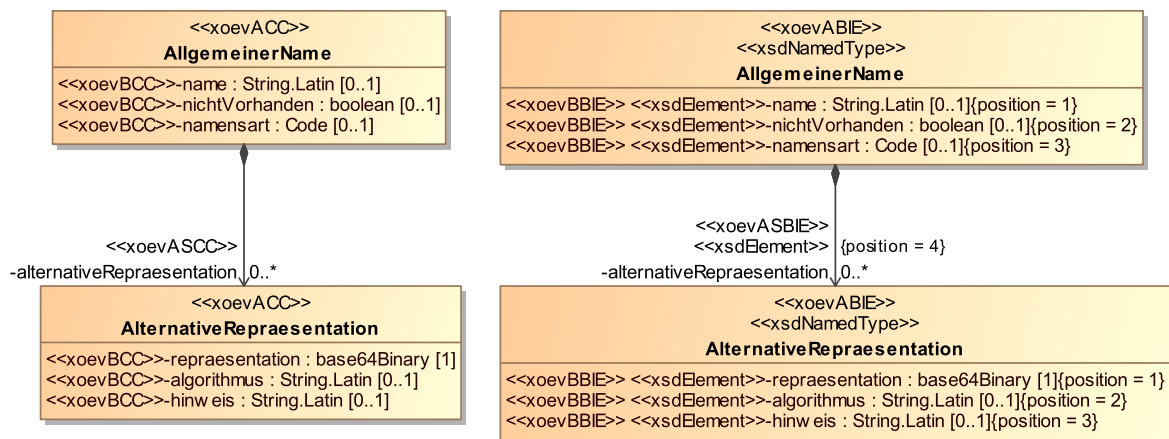 <<xoevACC>>
AllgemeinerName
<<xoevBCC>>-name : String.Latin [0..1]
<<xoevBCC>>-nichtVorhanden : boolean [0..1]
<<xoevBCC>>-namensart : Code [0..1]
<<xoevASCC>>
-alternativeRepraesentation 0..*
<<xoevACC>>
AlternativeRepraesentation
<<xoevBCC>>-repraesentation : base64Binary [1]
<<xoevBCC>>-algorithmus : String.Latin [0..1]
<<xoevBCC>>-hinweis : String.Latin [0..1]
<<xoevABIE>>
<<xsdNamedType>>
AllgemeinerName
<<xoevBBIE>> <<xsdElement>>-name : String.Latin [0..1]{position = 1}
<<xoevBBIE>> <<xsdElement>>-nichtVorhanden : boolean [0..1]{position = 2}
<<xoevBBIE>> <<xsdElement>>-namensart : Code [0..1]{position = 3}
<<xoevASBIE>>
<<xsdElement>> {position = 4}
-alternativeRepraesentation 0..*
<<xoevABIE>>
<<xsdNamedType>>
AlternativeRepraesentation
<<xoevBBIE>> <<xsdElement>>-repraesentation : base64Binary [1]{position = 1}
<<xoevBBIE>> <<xsdElement>>-algorithmus : String.Latin [0..1]{position = 2}
<<xoevBBIE>> <<xsdElement>>-hinweis : String.Latin [0..1]{position = 3}